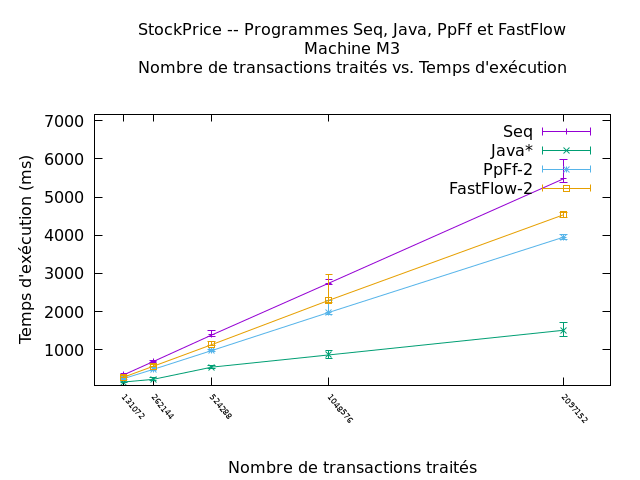 StockPrice -- Programmes Seq, Java, PpFf et FastFlow
Machine M3
Nombre de transactions traités vs. Temps d'exécution
7000
6000
5000
4000
3000
2000
1000
Temps d'exécution (ms)
Seq
Java*
PpFf-2
FastFlow-2
131072
262144
524288
1048576
2097152
Nombre de transactions traités